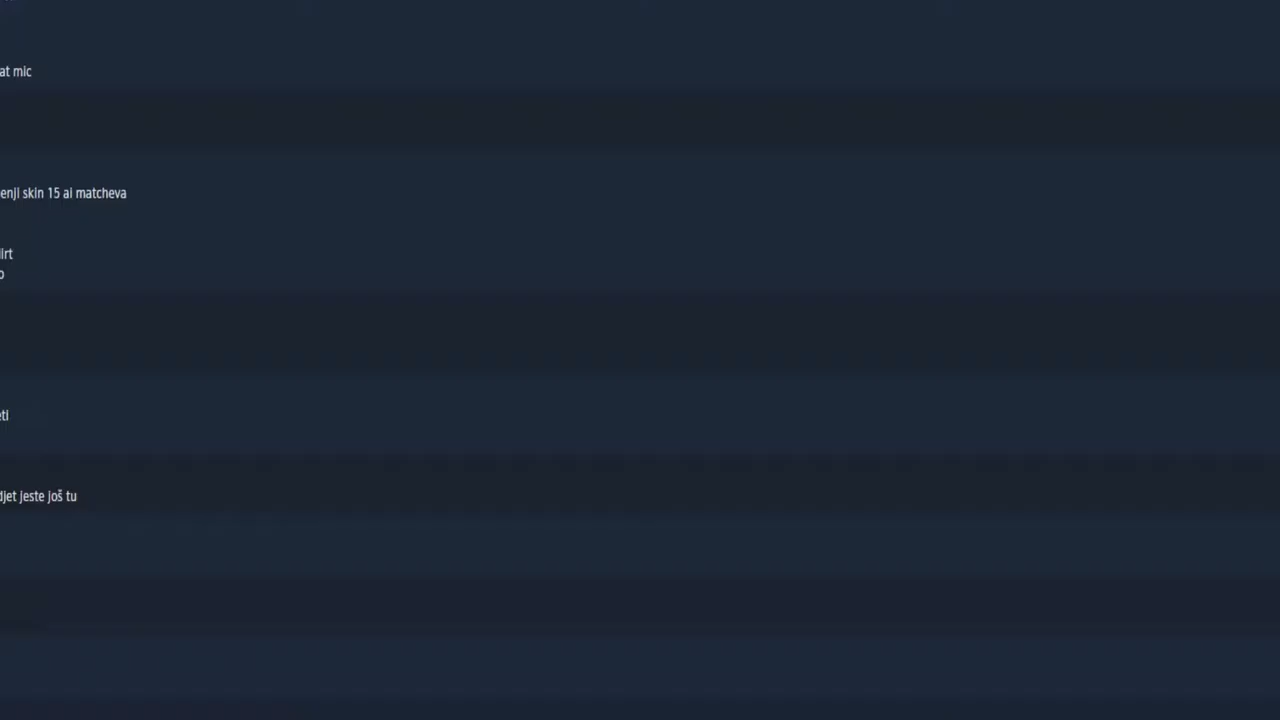 at mic
enji skin 15 ai matcheva
irt
o
eti
djet jeste još tu